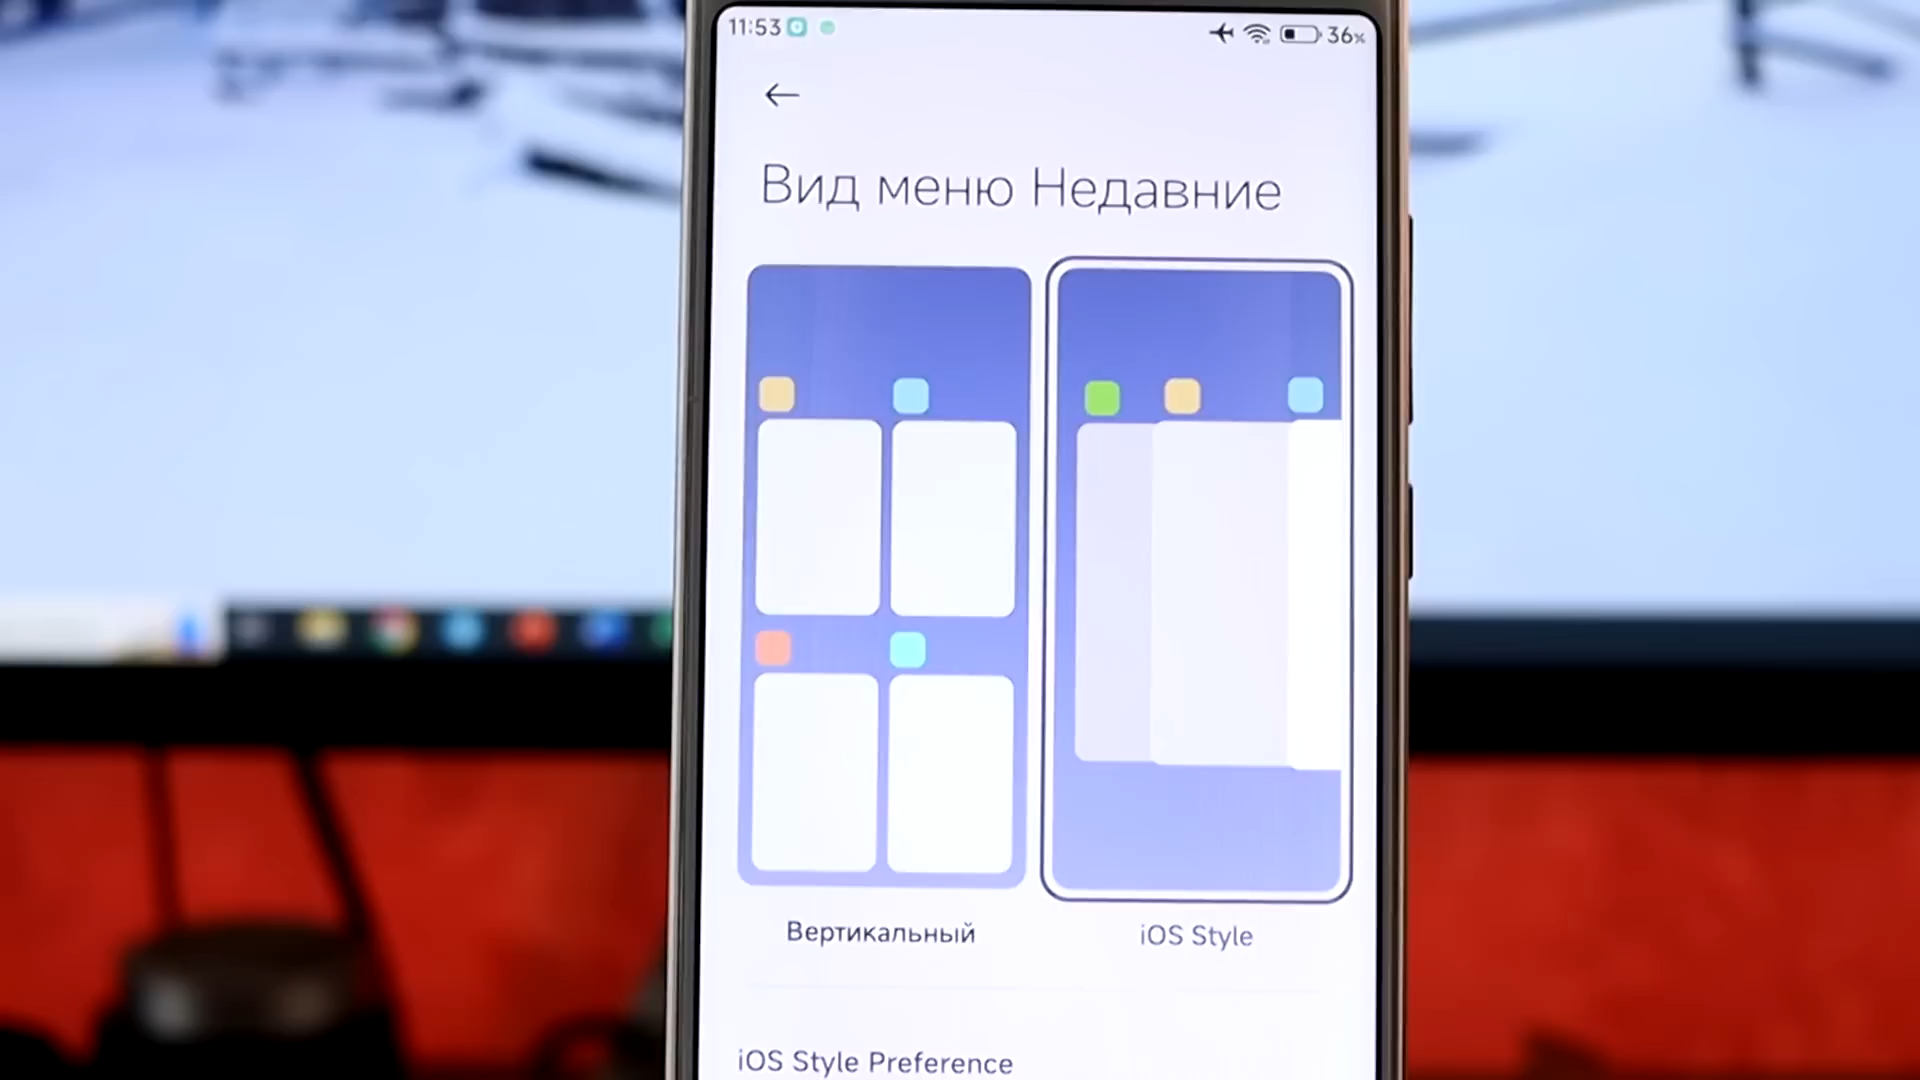 11:53
36%
Вид меню Недавние
Вертикальный
iOS Style
iOS Style Preference